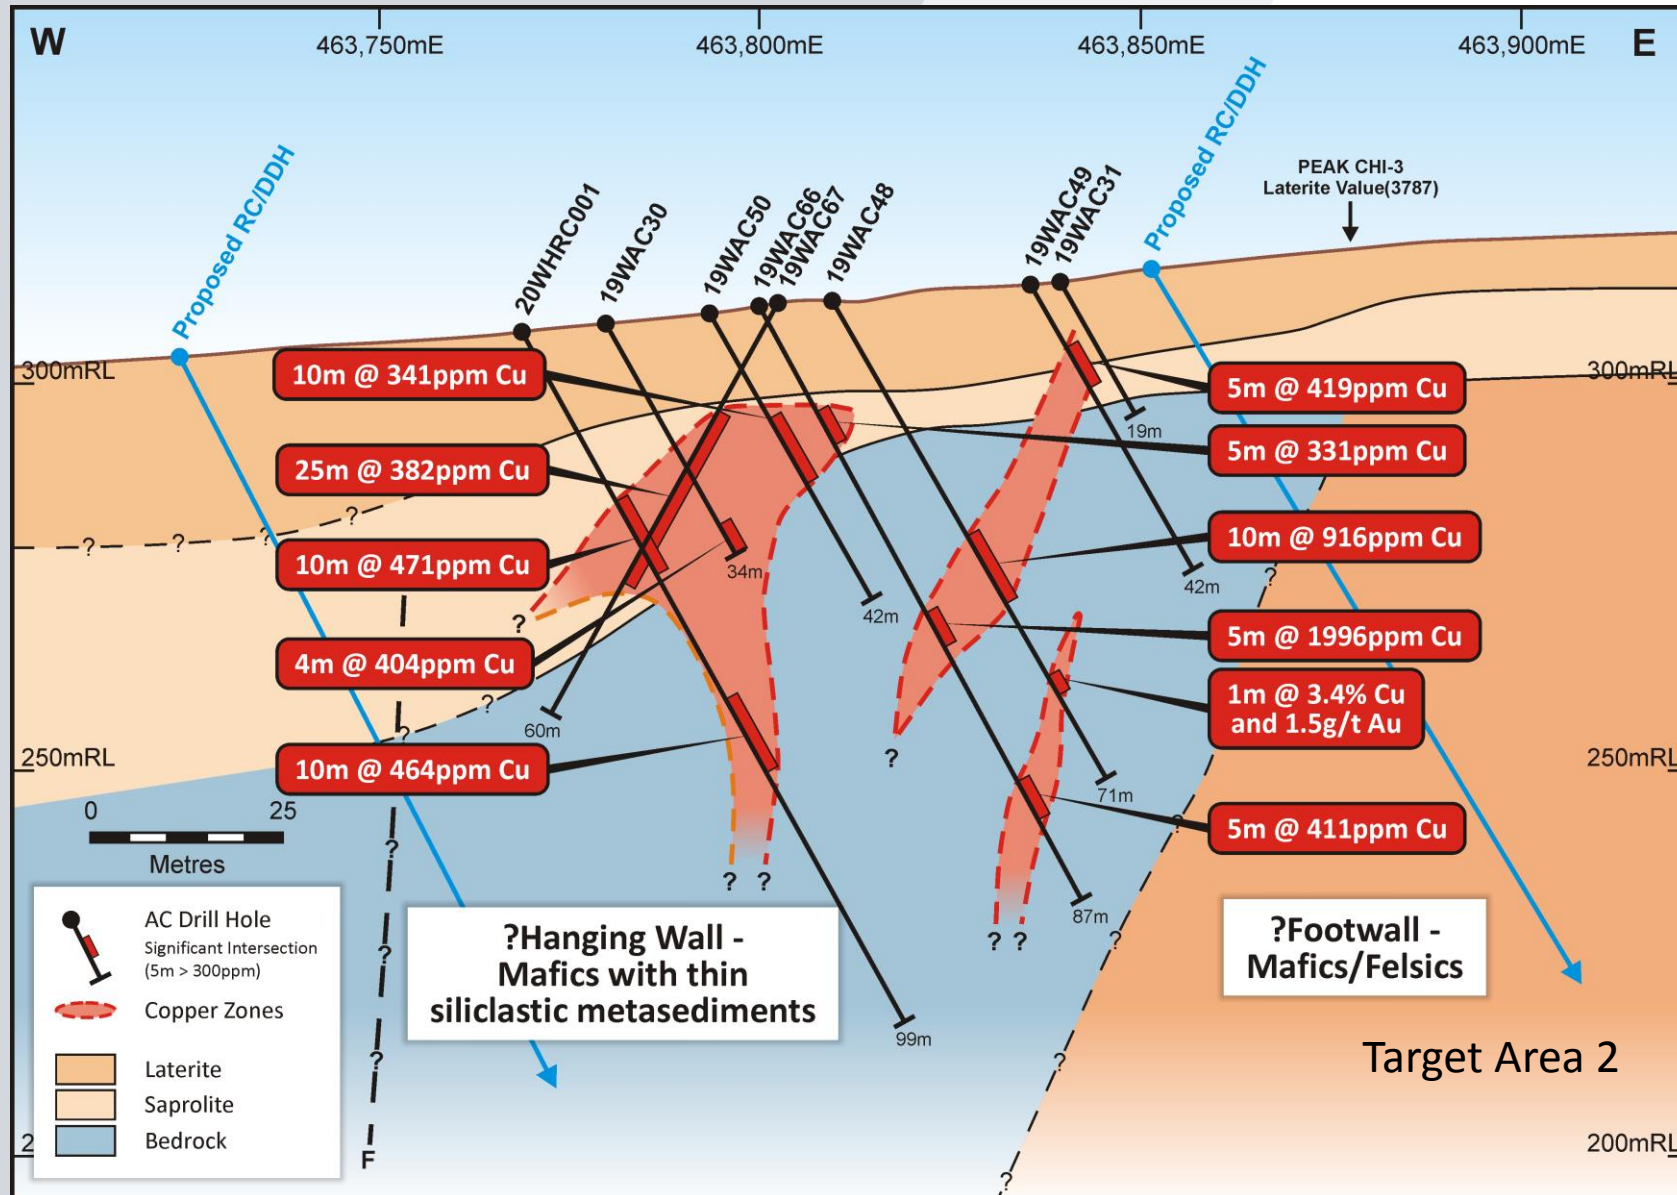 W
463,750mE
463,800mE
463,850mE
463,900mE
E
Proposed RC/DDH
20WHRC001
19WAC30
19WAC50
19WAC66
19WAC67
19WAC48
19WAC49
19WAC31
Proposed RC/DDH
PEAK CHI-3
Laterite Value(3787)
300mRL
300mRL
10m @ 341ppm Cu
25m @ 382ppm Cu
10m @ 471ppm Cu
4m @ 404ppm Cu
10m @ 464ppm Cu
5m @ 419ppm Cu
5m @ 331ppm Cu
10m @ 916ppm Cu
5m @ 1996ppm Cu
1m @ 3.4% Cu
and 1.5g/t Au
5m @ 411ppm Cu
? ? ? ?
?
?
?
?
?
?
?
?
? ?
? ?
?
?
?
?
?
?
?
19m
34m
42m
42m
60m
71m
87m
99m
250mRL
250mRL
0 25
Metres
AC Drill Hole
Significant Intersection
(5m > 300ppm)
Copper Zones
Laterite
Saprolite
Bedrock
?Hanging Wall -
Mafics with thin
siliclastic metasediments
?Footwall -
Mafics/Felsics
Target Area 2
F
2
200mRL